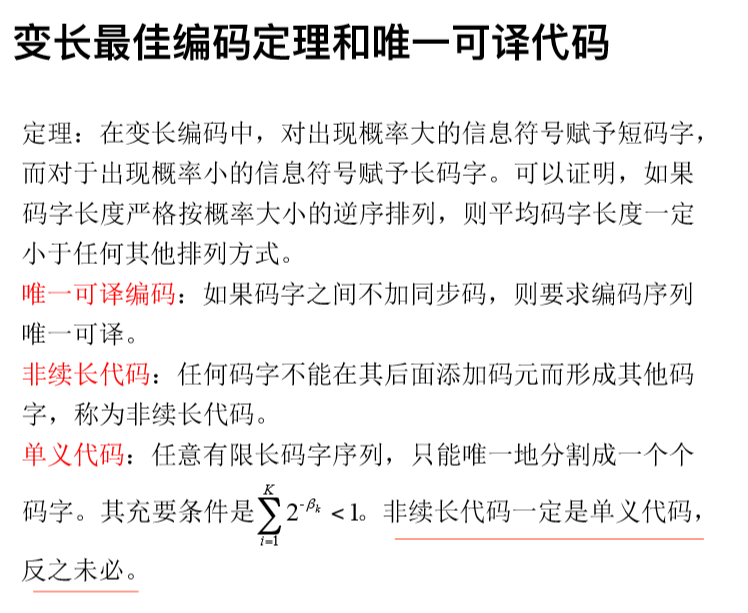 变长最佳编码定理和唯一可译代码
定理：在变长编码中，对出现概率大的信息符号赋予短码字，
而对于出现概率小的信息符号赋予长码字。可以证明，如果
码字长度严格按概率大小的逆序排列，则平均码字长度一定
小于任何其他排列方式。
唯一可译编码：如果码字之间不加同步码，则要求编码序列
唯一可译。
非续长代码：任何码字不能在其后面添加码元而形成其他码
字，称为非续长代码。
单义代码：任意有限长码字序列，只能唯一地分割成一个个
码字。其充要条件是$\sum_{i=1}^{K} 2^{-\beta_k} < 1$。非续长代码一定是单义代码，
反之未必。